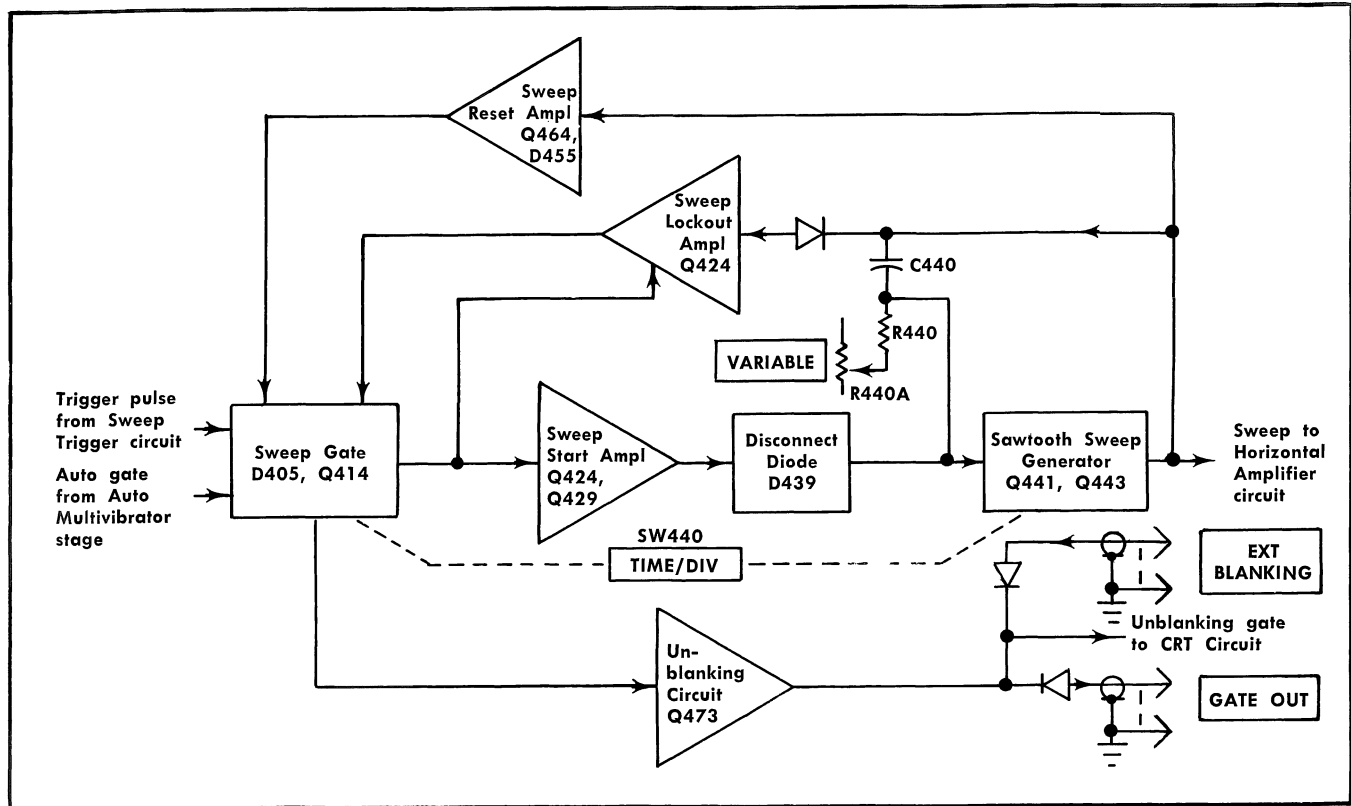 Sweep
Reset Ampl
Q464,
D455
Sweep
Lockout
Ampl
Q424
C440
R440
VARIABLE
R440A
Trigger pulse
from Sweep
Trigger circuit
Auto gate
from Auto
Multivibrator
stage
Sweep Gate
D405, Q414
Sweep
Start Ampl
Q424,
Q429
Disconnect
Diode
D439
Sawtooth Sweep
Generator
Q441, Q443
Sweep to
Horizontal
Amplifier
circuit
SW440
TIME/DIV
EXT
BLANKING
Unblanking gate
to CRT Circuit
Un-
blanking
Circuit
Q473
GATE OUT